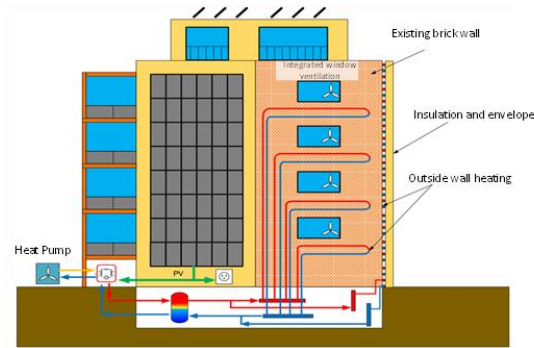 Existing brick wall
Integrated window
ventilation
Insulation and envelope
Outside wall heating
Heat Pump
PV